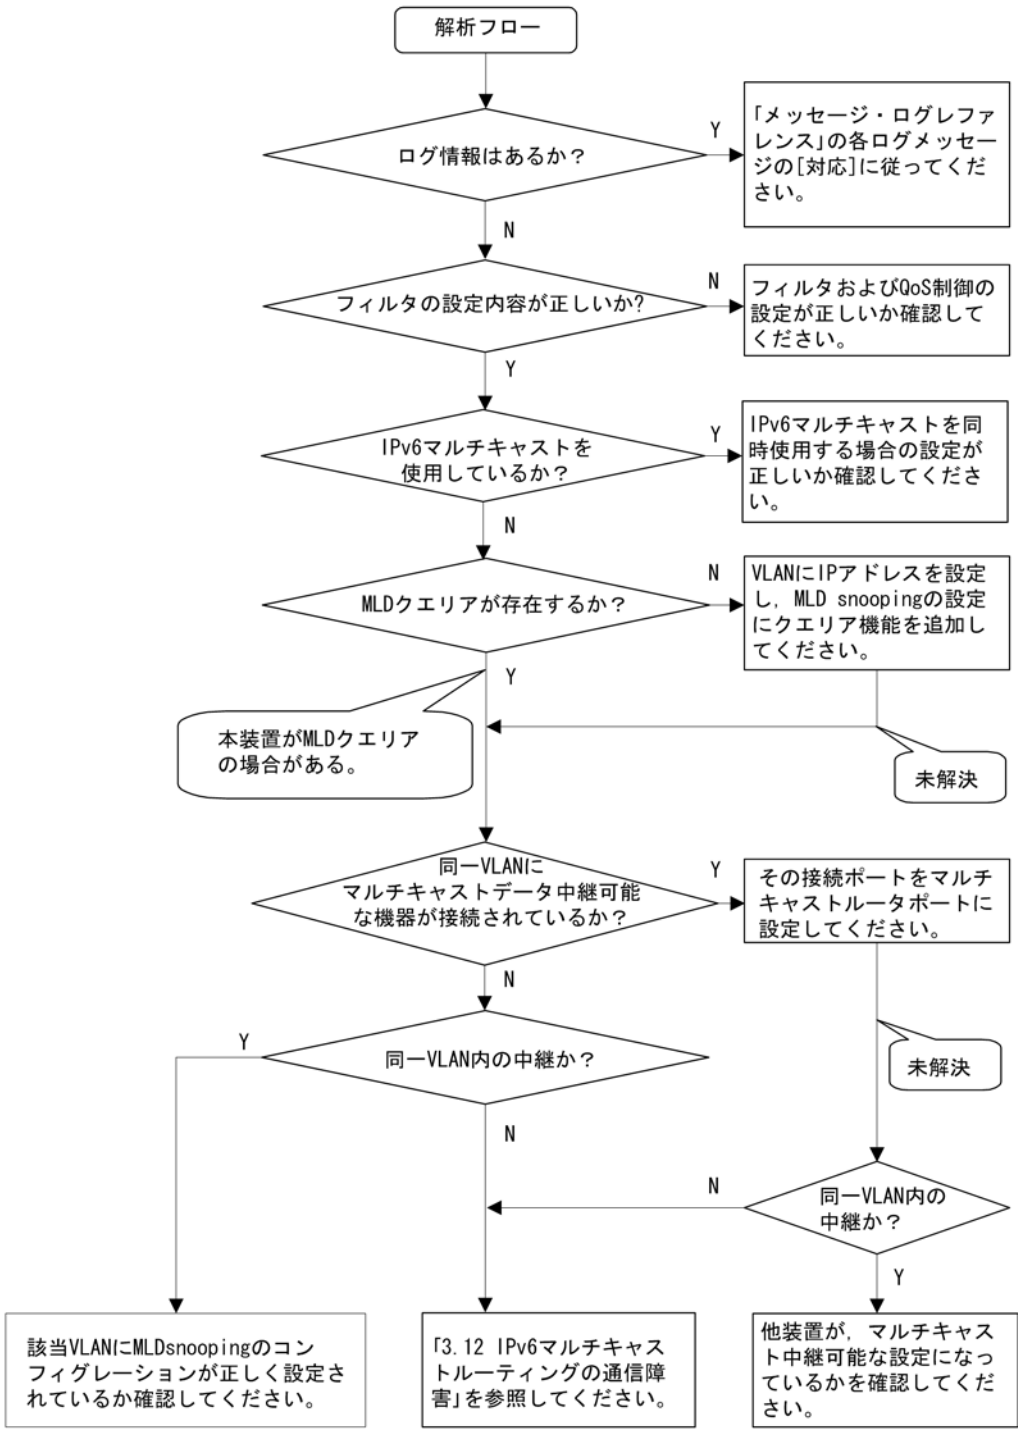 解析フロー
ログ情報はあるか？
Y
「メッセージ・ログレファ
レンス」の各ログメッセー
ジの[対応]に従ってくだ
さい。
N
フィルタの設定内容が正しいか?
N
フィルタおよびQoS制御の
設定が正しいか確認して
ください。
Y
IPv6マルチキャストを
使用しているか？
Y
IPv6マルチキャストを同
時使用する場合の設定が
正しいか確認してくださ
い。
N
MLDクエリアが存在するか？
N
VLANにIPアドレスを設定
し，MLD snoopingの設定
にクエリア機能を追加し
てください。
Y
本装置がMLDクエリア
の場合がある。
未解決
同一VLANに
マルチキャストデータ中継可能
な機器が接続されているか？
Y
その接続ポートをマルチ
キャストルータポートに
設定してください。
N
未解決
同一VLAN内の中継か？
Y
N
同一VLAN内の
中継か？
N
Y
該当VLANにMLDsnoopingのコン
フィグレーションが正しく設定さ
れているか確認してください。
「3.12 IPv6マルチキャス
トルーティングの通信障
害」を参照してください。
他装置が，マルチキャス
ト中継可能な設定になっ
ているかを確認してくだ
さい。